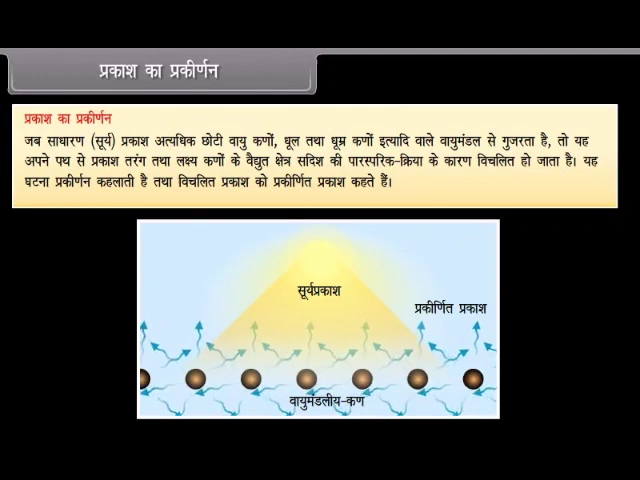 प्रकाश का प्रकीर्णन
प्रकाश का प्रकीर्णन
जब साधारण (सूर्य) प्रकाश अत्यधिक छोटी वायु कणों, धूल तथा धूम्र कणों इत्यादि वाले वायुमंडल से गुजरता है, तो यह
अपने पथ से प्रकाश तरंग तथा लक्ष्य कणों के वैद्युत क्षेत्र सदिश की पारस्परिक-क्रिया के कारण विचलित हो जाता है। यह
घटना प्रकीर्णन कहलाती है तथा विचलित प्रकाश को प्रकीर्णित प्रकाश कहते हैं।
सूर्यप्रकाश
प्रकीर्णित प्रकाश
वायुमंडलीय-कण